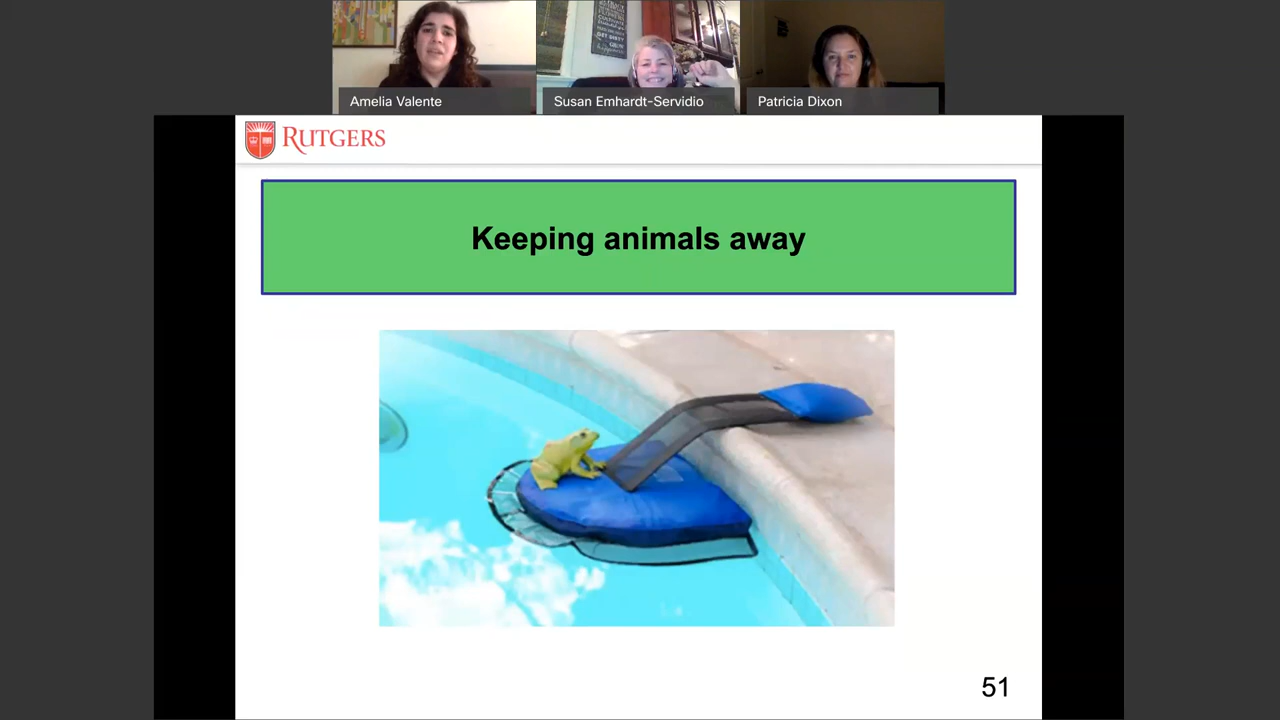 Amelia Valente
Susan Emhardt-Servidio
Patricia Dixon
RUTGERS
Keeping animals away
51